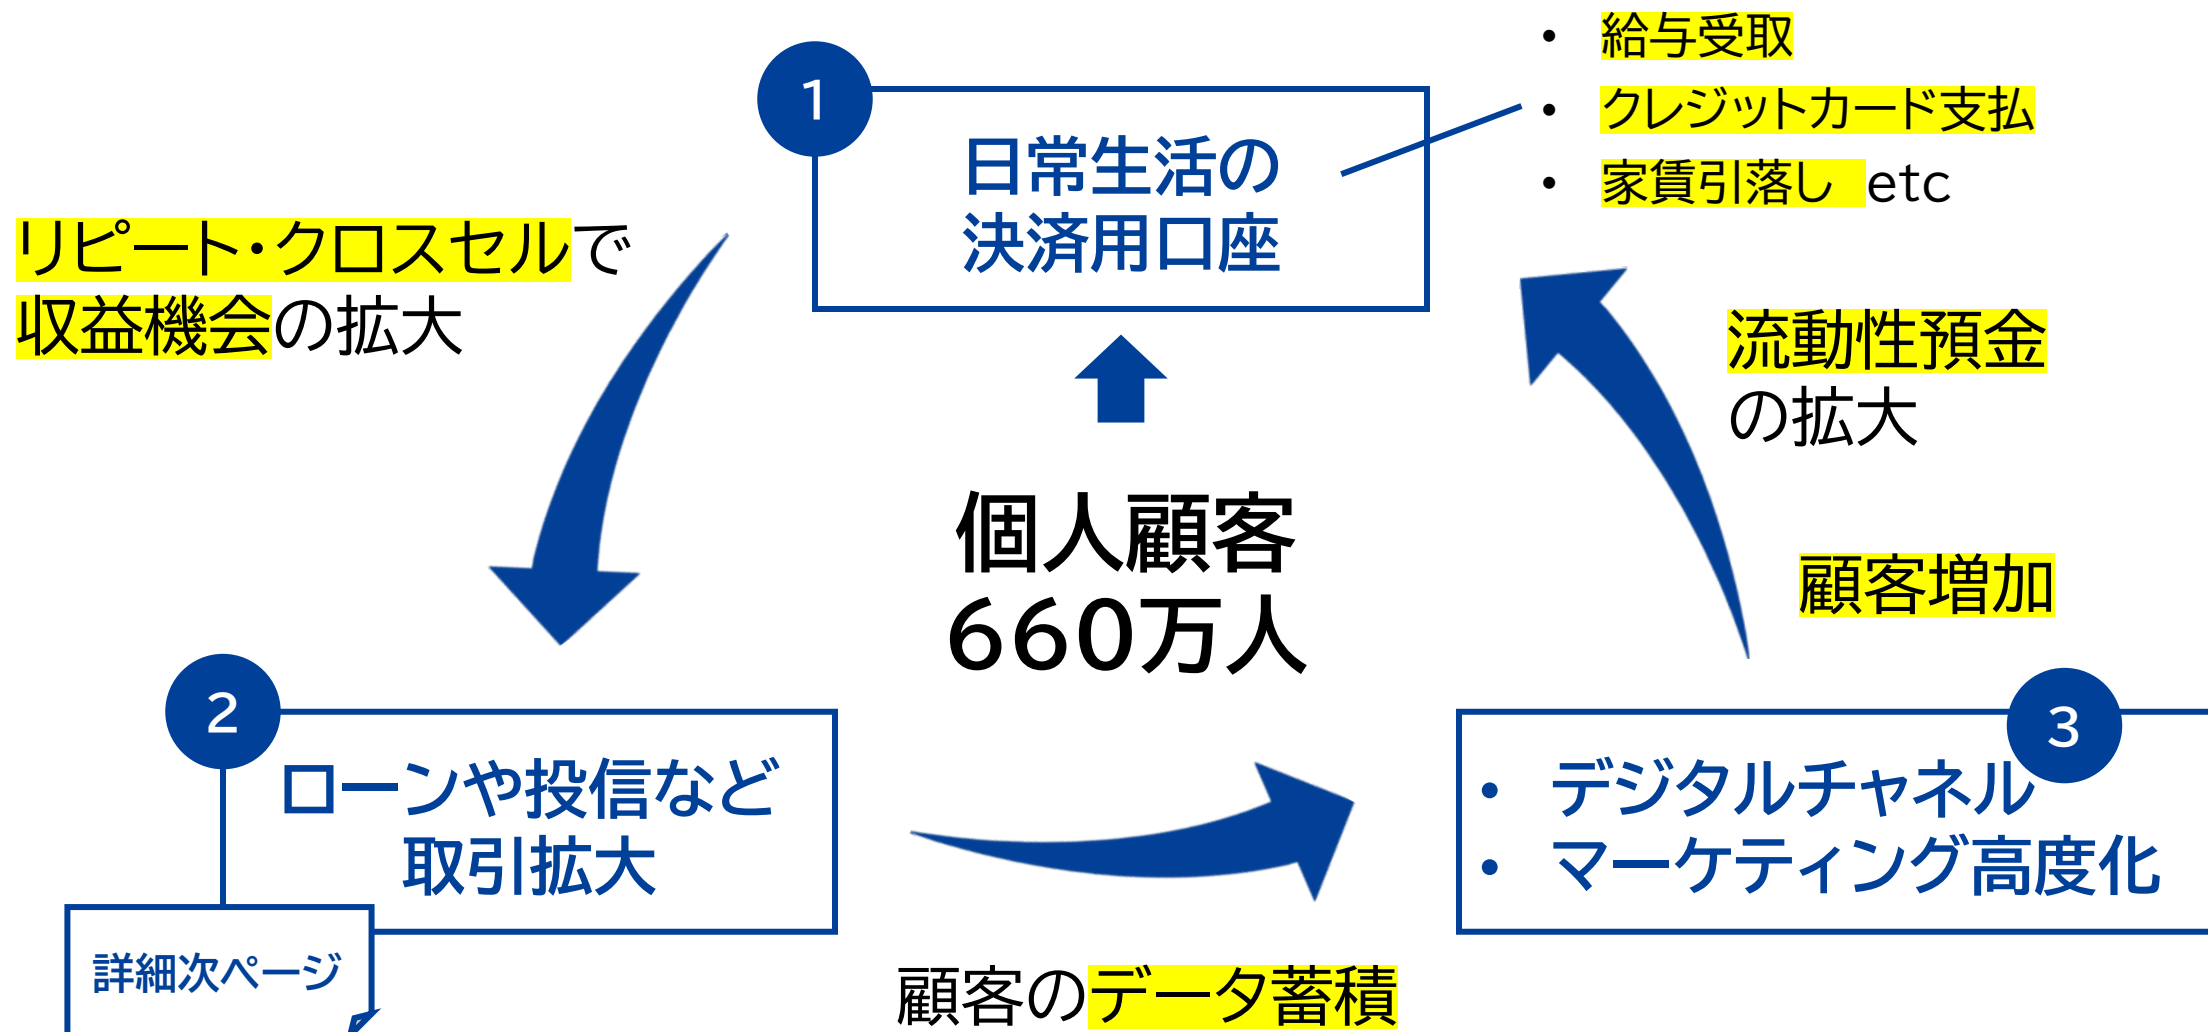 • 給与受取
• クレジットカード支払
• 家賃引落し etc
1
日常生活の
決済用口座
リピート・クロスセルで
収益機会の拡大
流動性預金
の拡大
顧客増加
個人顧客
660万人
2
ローンや投信など
取引拡大
詳細次ページ
3
• デジタルチャネル
• マーケティング高度化
顧客のデータ蓄積